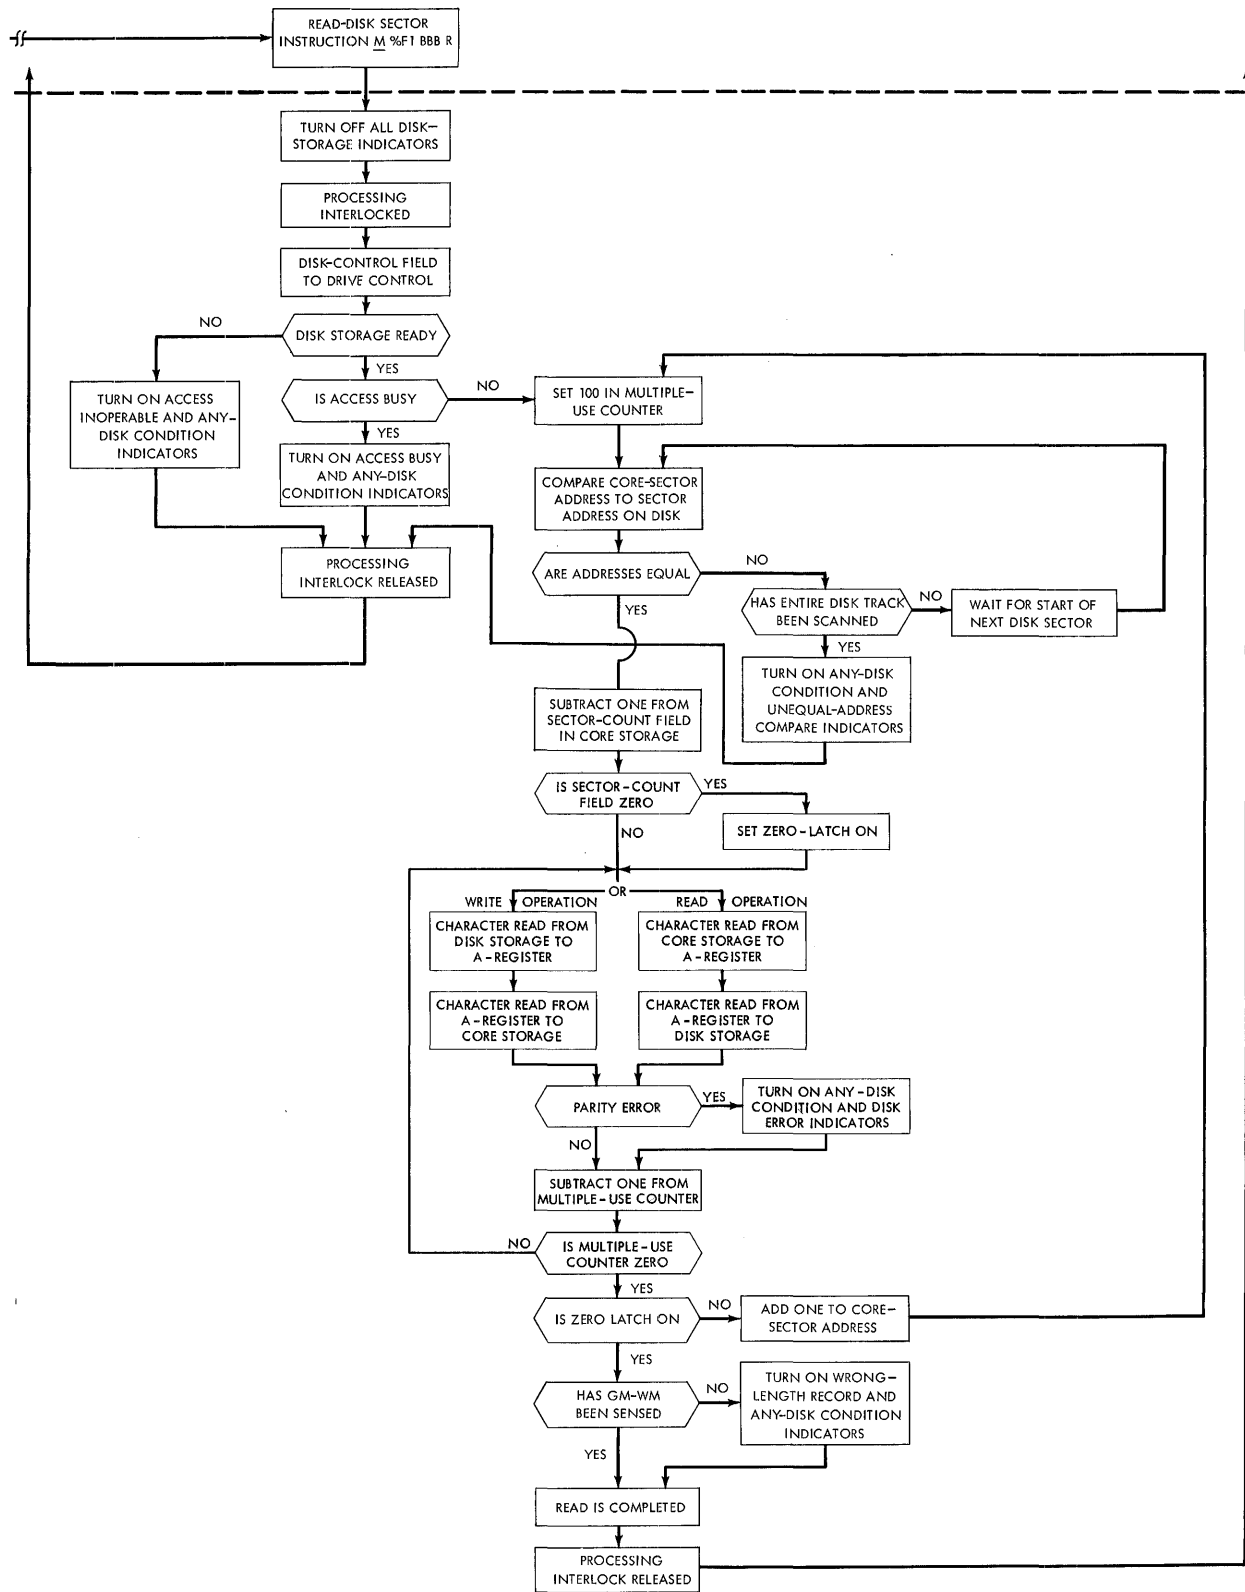 READ-DISK SECTOR
INSTRUCTION M %F1 BBB R
TURN OFF ALL DISK-
STORAGE INDICATORS
PROCESSING
INTERLOCKED
DISK-CONTROL FIELD
TO DRIVE CONTROL
NO
DISK STORAGE READY
YES
TURN ON ACCESS
INOPERABLE AND ANY-
DISK CONDITION
INDICATORS
IS ACCESS BUSY
NO
SET 100 IN MULTIPLE-
USE COUNTER
YES
TURN ON ACCESS BUSY
AND ANY-DISK
CONDITION INDICATORS
COMPARE CORE-SECTOR
ADDRESS TO SECTOR
ADDRESS ON DISK
PROCESSING
INTERLOCK RELEASED
ARE ADDRESSES EQUAL
NO
YES
HAS ENTIRE DISK TRACK
BEEN SCANNED
NO
WAIT FOR START OF
NEXT DISK SECTOR
YES
TURN ON ANY-DISK
CONDITION AND
UNEQUAL-ADDRESS
COMPARE INDICATORS
SUBTRACT ONE FROM
SECTOR-COUNT FIELD
IN CORE STORAGE
IS SECTOR-COUNT
FIELD ZERO
YES
SET ZERO-LATCH ON
NO
OR
WRITE OPERATION
READ OPERATION
CHARACTER READ FROM
DISK STORAGE TO
A-REGISTER
CHARACTER READ FROM
CORE STORAGE TO
A-REGISTER
CHARACTER READ FROM
A-REGISTER TO
CORE STORAGE
CHARACTER READ FROM
A-REGISTER TO
DISK STORAGE
PARITY ERROR
YES
TURN ON ANY-DISK
CONDITION AND DISK
ERROR INDICATORS
NO
SUBTRACT ONE FROM
MULTIPLE-USE COUNTER
NO
IS MULTIPLE-USE
COUNTER ZERO
YES
IS ZERO LATCH ON
NO
ADD ONE TO CORE-
SECTOR ADDRESS
YES
HAS GM-WM
BEEN SENSED
NO
TURN ON WRONG-
LENGTH RECORD AND
ANY-DISK CONDITION
INDICATORS
YES
READ IS COMPLETED
PROCESSING
INTERLOCK RELEASED